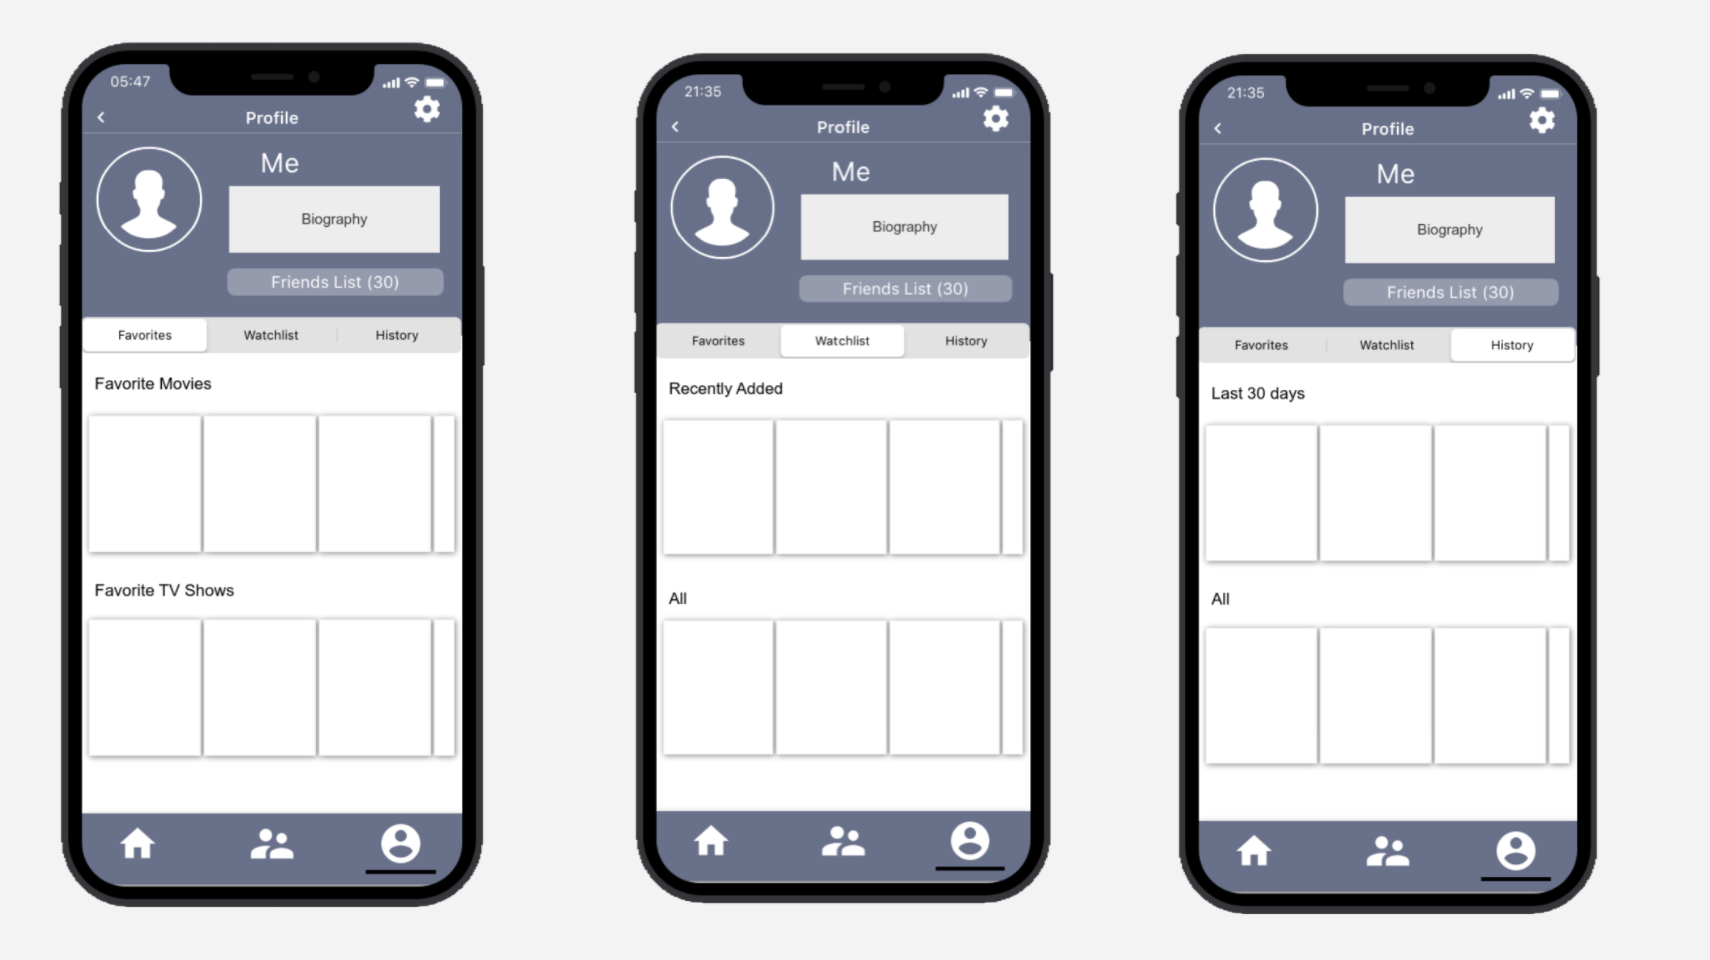 05:47
Profile
Me
Biography
Friends List (30)
Favorites Watchlist History
Favorite Movies
Favorite TV Shows
21:35
Profile
Me
Biography
Friends List (30)
Favorites Watchlist History
Recently Added
All
21:35
Profile
Me
Biography
Friends List (30)
Favorites Watchlist History
Last 30 days
All